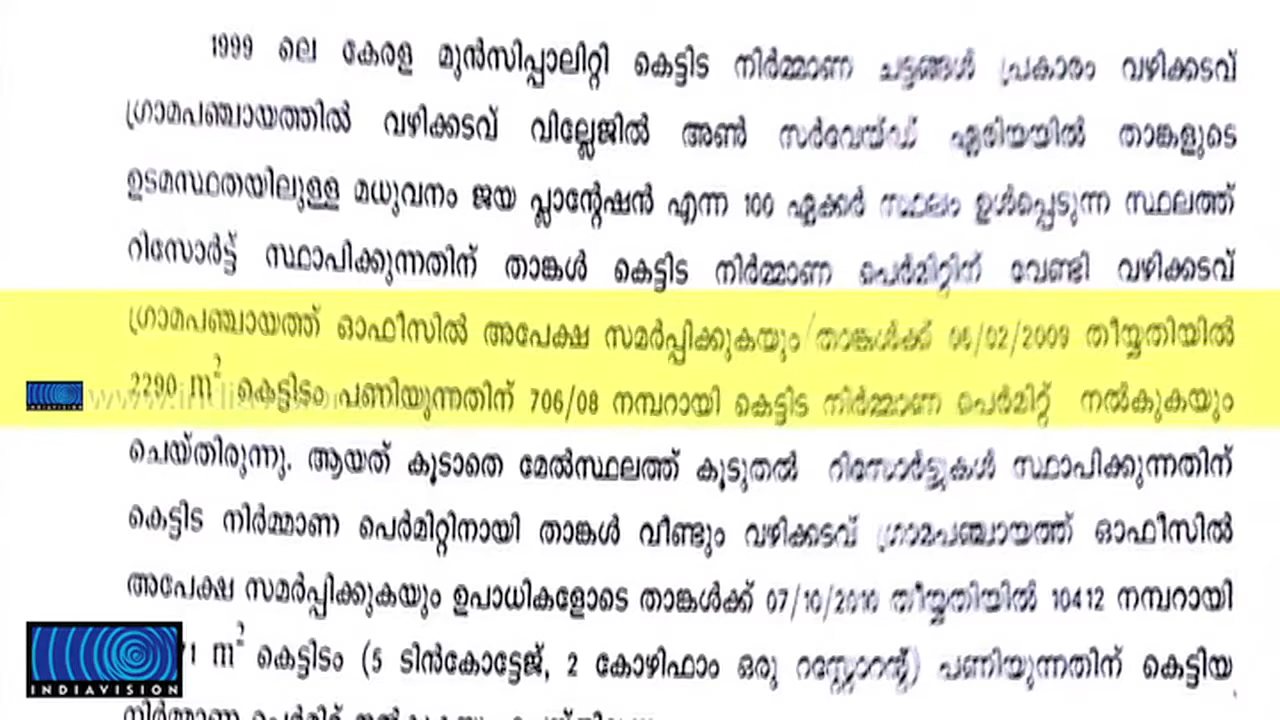 1999 ലെ കേരള മുൻസിപ്പാലിറ്റി കെട്ടിട നിർമ്മാണ ചട്ടങ്ങൾ പ്രകാരം വഴിക്കടവ്
ഗ്രാമപഞ്ചായത്തിൽ വഴിക്കടവ് വില്ലേജിൽ അൺ സർവേയ്ഡ് ഏരിയയിൽ താങ്കളുടെ
ഉടമസ്ഥതയിലുള്ള മധുവനം ജയ പ്ലാന്റേഷൻ എന്ന 100 ഏക്കർ സ്ഥലം ഉൾപ്പെടുന്ന സ്ഥലത്ത്
റിസോർട്ട് സ്ഥാപിക്കുന്നതിന് താങ്കൾ കെട്ടിട നിർമ്മാണ പെർമിറ്റിന് വേണ്ടി വഴിക്കടവ്
ഗ്രാമപഞ്ചായത്ത് ഓഫീസിൽ അപേക്ഷ സമർപ്പിക്കുകയും താങ്കൾക്ക് 06/02/2009 തീയ്യതിയിൽ
2290 m² കെട്ടിടം പണിയുന്നതിന് 706/08 നമ്പറായി കെട്ടിട നിർമ്മാണ പെർമിറ്റ് നൽകുകയും
ചെയ്തിരുന്നു. ആയത് കൂടാതെ മേൽസ്ഥലത്ത് കൂടുതൽ റിസോർട്ടുകൾ സ്ഥാപിക്കുന്നതിന്
കെട്ടിട നിർമ്മാണ പെർമിറ്റിനായി താങ്കൾ വീണ്ടും വഴിക്കടവ് ഗ്രാമപഞ്ചായത്ത് ഓഫീസിൽ
അപേക്ഷ സമർപ്പിക്കുകയും ഉപാധികളോടെ താങ്കൾക്ക് 07/10/2010 തീയ്യതിയിൽ 10412 നമ്പറായി
m² കെട്ടിടം (5 ടിൻകോട്ടേജ്, 2 കോഴിഫാം ഒരു റസ്റ്റോറന്റ്) പണിയുന്നതിന് കെട്ടിയ
INDIAVISION